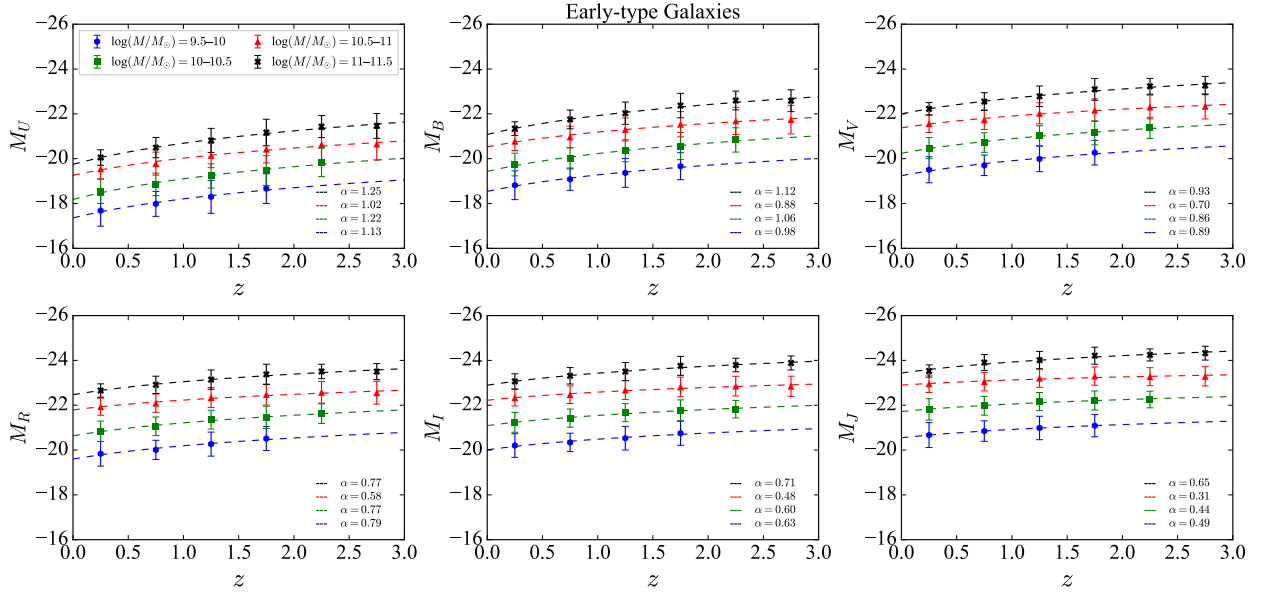 Early-type Galaxies
−26
−24
−22
−20
−18
−16
M_U
log(M/M⊙) = 9.5–10
log(M/M⊙) = 10–10.5
log(M/M⊙) = 10.5–11
log(M/M⊙) = 11–11.5
α = 1.25
α = 1.02
α = 1.22
α = 1.13
0.0 0.5 1.0 1.5 2.0 2.5 3.0
z
−26
−24
−22
−20
−18
−16
M_B
α = 1.12
α = 0.88
α = 1.06
α = 0.98
0.0 0.5 1.0 1.5 2.0 2.5 3.0
z
−26
−24
−22
−20
−18
−16
M_V
α = 0.93
α = 0.70
α = 0.86
α = 0.89
0.0 0.5 1.0 1.5 2.0 2.5 3.0
z
−26
−24
−22
−20
−18
−16
M_R
α = 0.77
α = 0.58
α = 0.77
α = 0.79
0.0 0.5 1.0 1.5 2.0 2.5 3.0
z
−26
−24
−22
−20
−18
−16
M_I
α = 0.71
α = 0.48
α = 0.60
α = 0.63
0.0 0.5 1.0 1.5 2.0 2.5 3.0
z
−26
−24
−22
−20
−18
−16
M_J
α = 0.65
α = 0.31
α = 0.44
α = 0.49
0.0 0.5 1.0 1.5 2.0 2.5 3.0
z